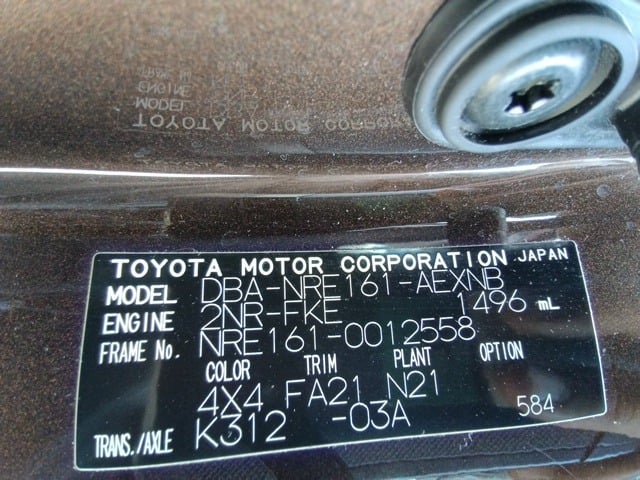 TOYOTA MOTOR CORPORATION JAPAN
MODEL DBA-NRE161-AEXNB
ENGINE 2NR-FKE 1496 mL
FRAME No. NRE161-0012558
COLOR TRIM PLANT OPTION
4X4 FA21 N21
TRANS./AXLE K312 -03A 584